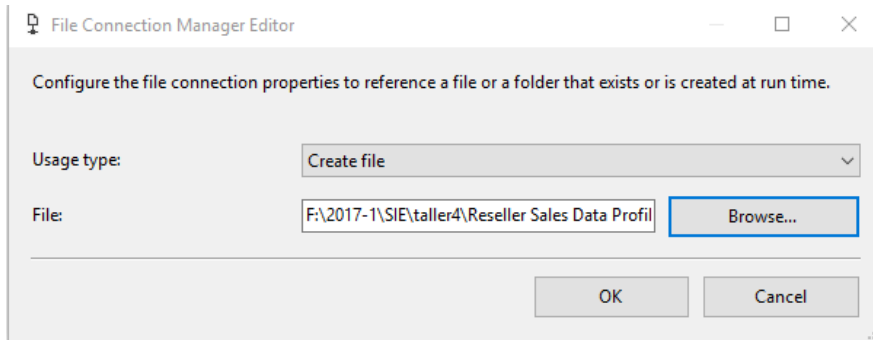 File Connection Manager Editor
Configure the file connection properties to reference a file or a folder that exists or is created at run time.
Usage type:
Create file
File:
F:\2017-1\SIE\taller4\Reseller Sales Data Profil
Browse...
OK
Cancel